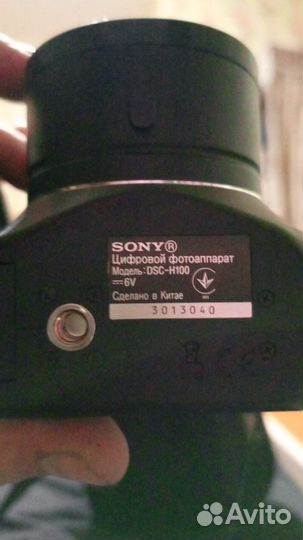 SONY®
Цифровой фотоаппарат
Модель: DSC-H100
⎓6V
Сделано в Китае
3013040
Avito